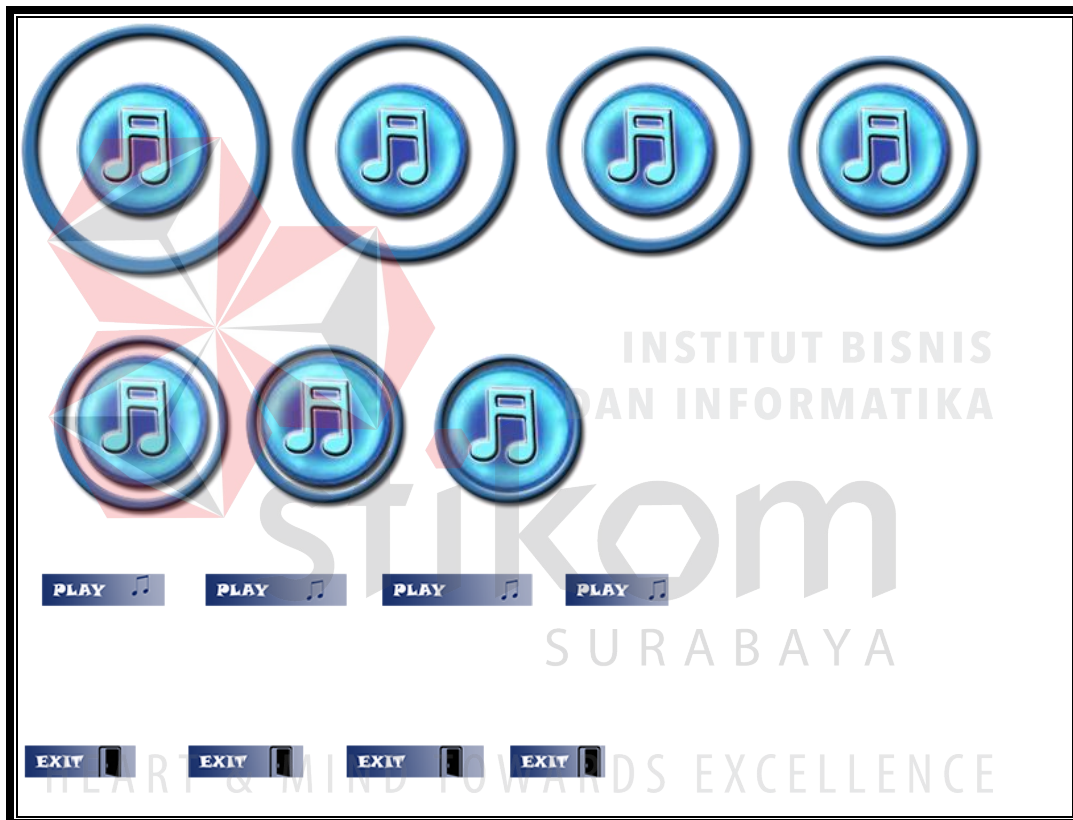 INSTITUT BISNIS
DAN INFORMATIKA
stikom
PLAY PLAY PLAY PLAY
SURABAYA
EXIT EXIT EXIT EXIT
HEART & MIND TOWARDS EXCELLENCE